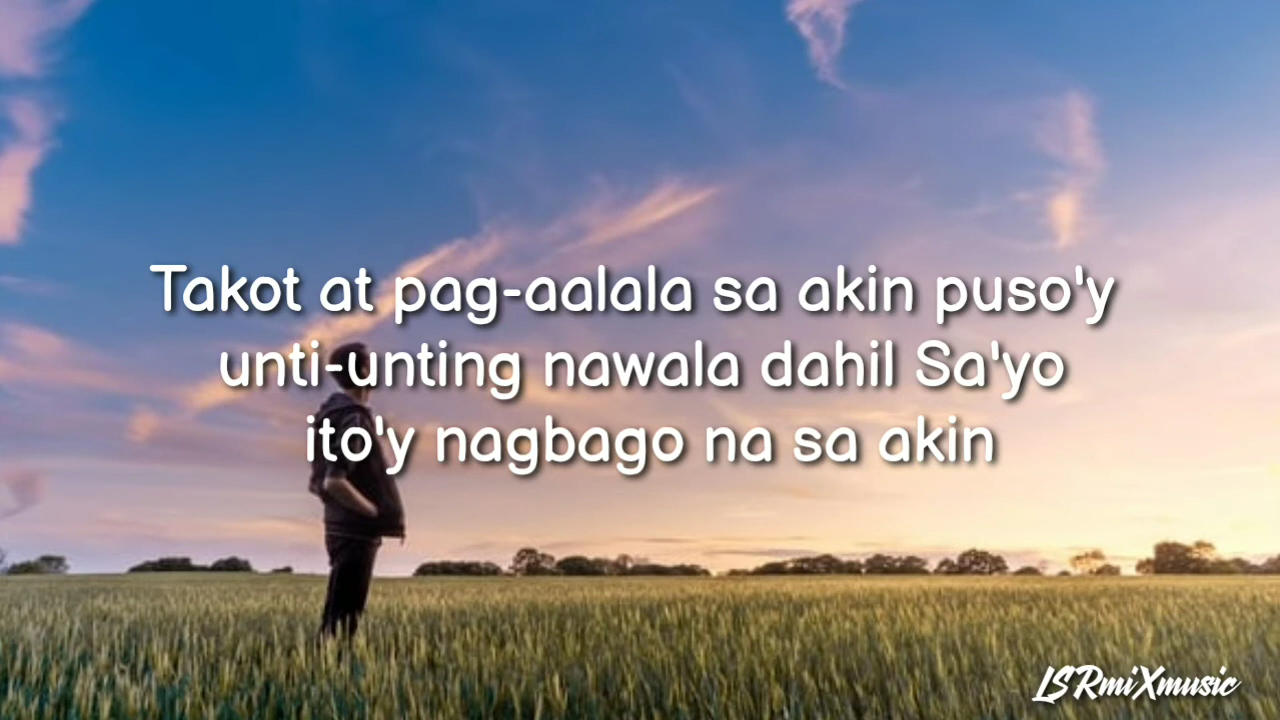 Takot at pag-aalala sa akin puso'y
unti-unting nawala dahil Sa'yo
ito'y nagbago na sa akin
LSRmiXmusic